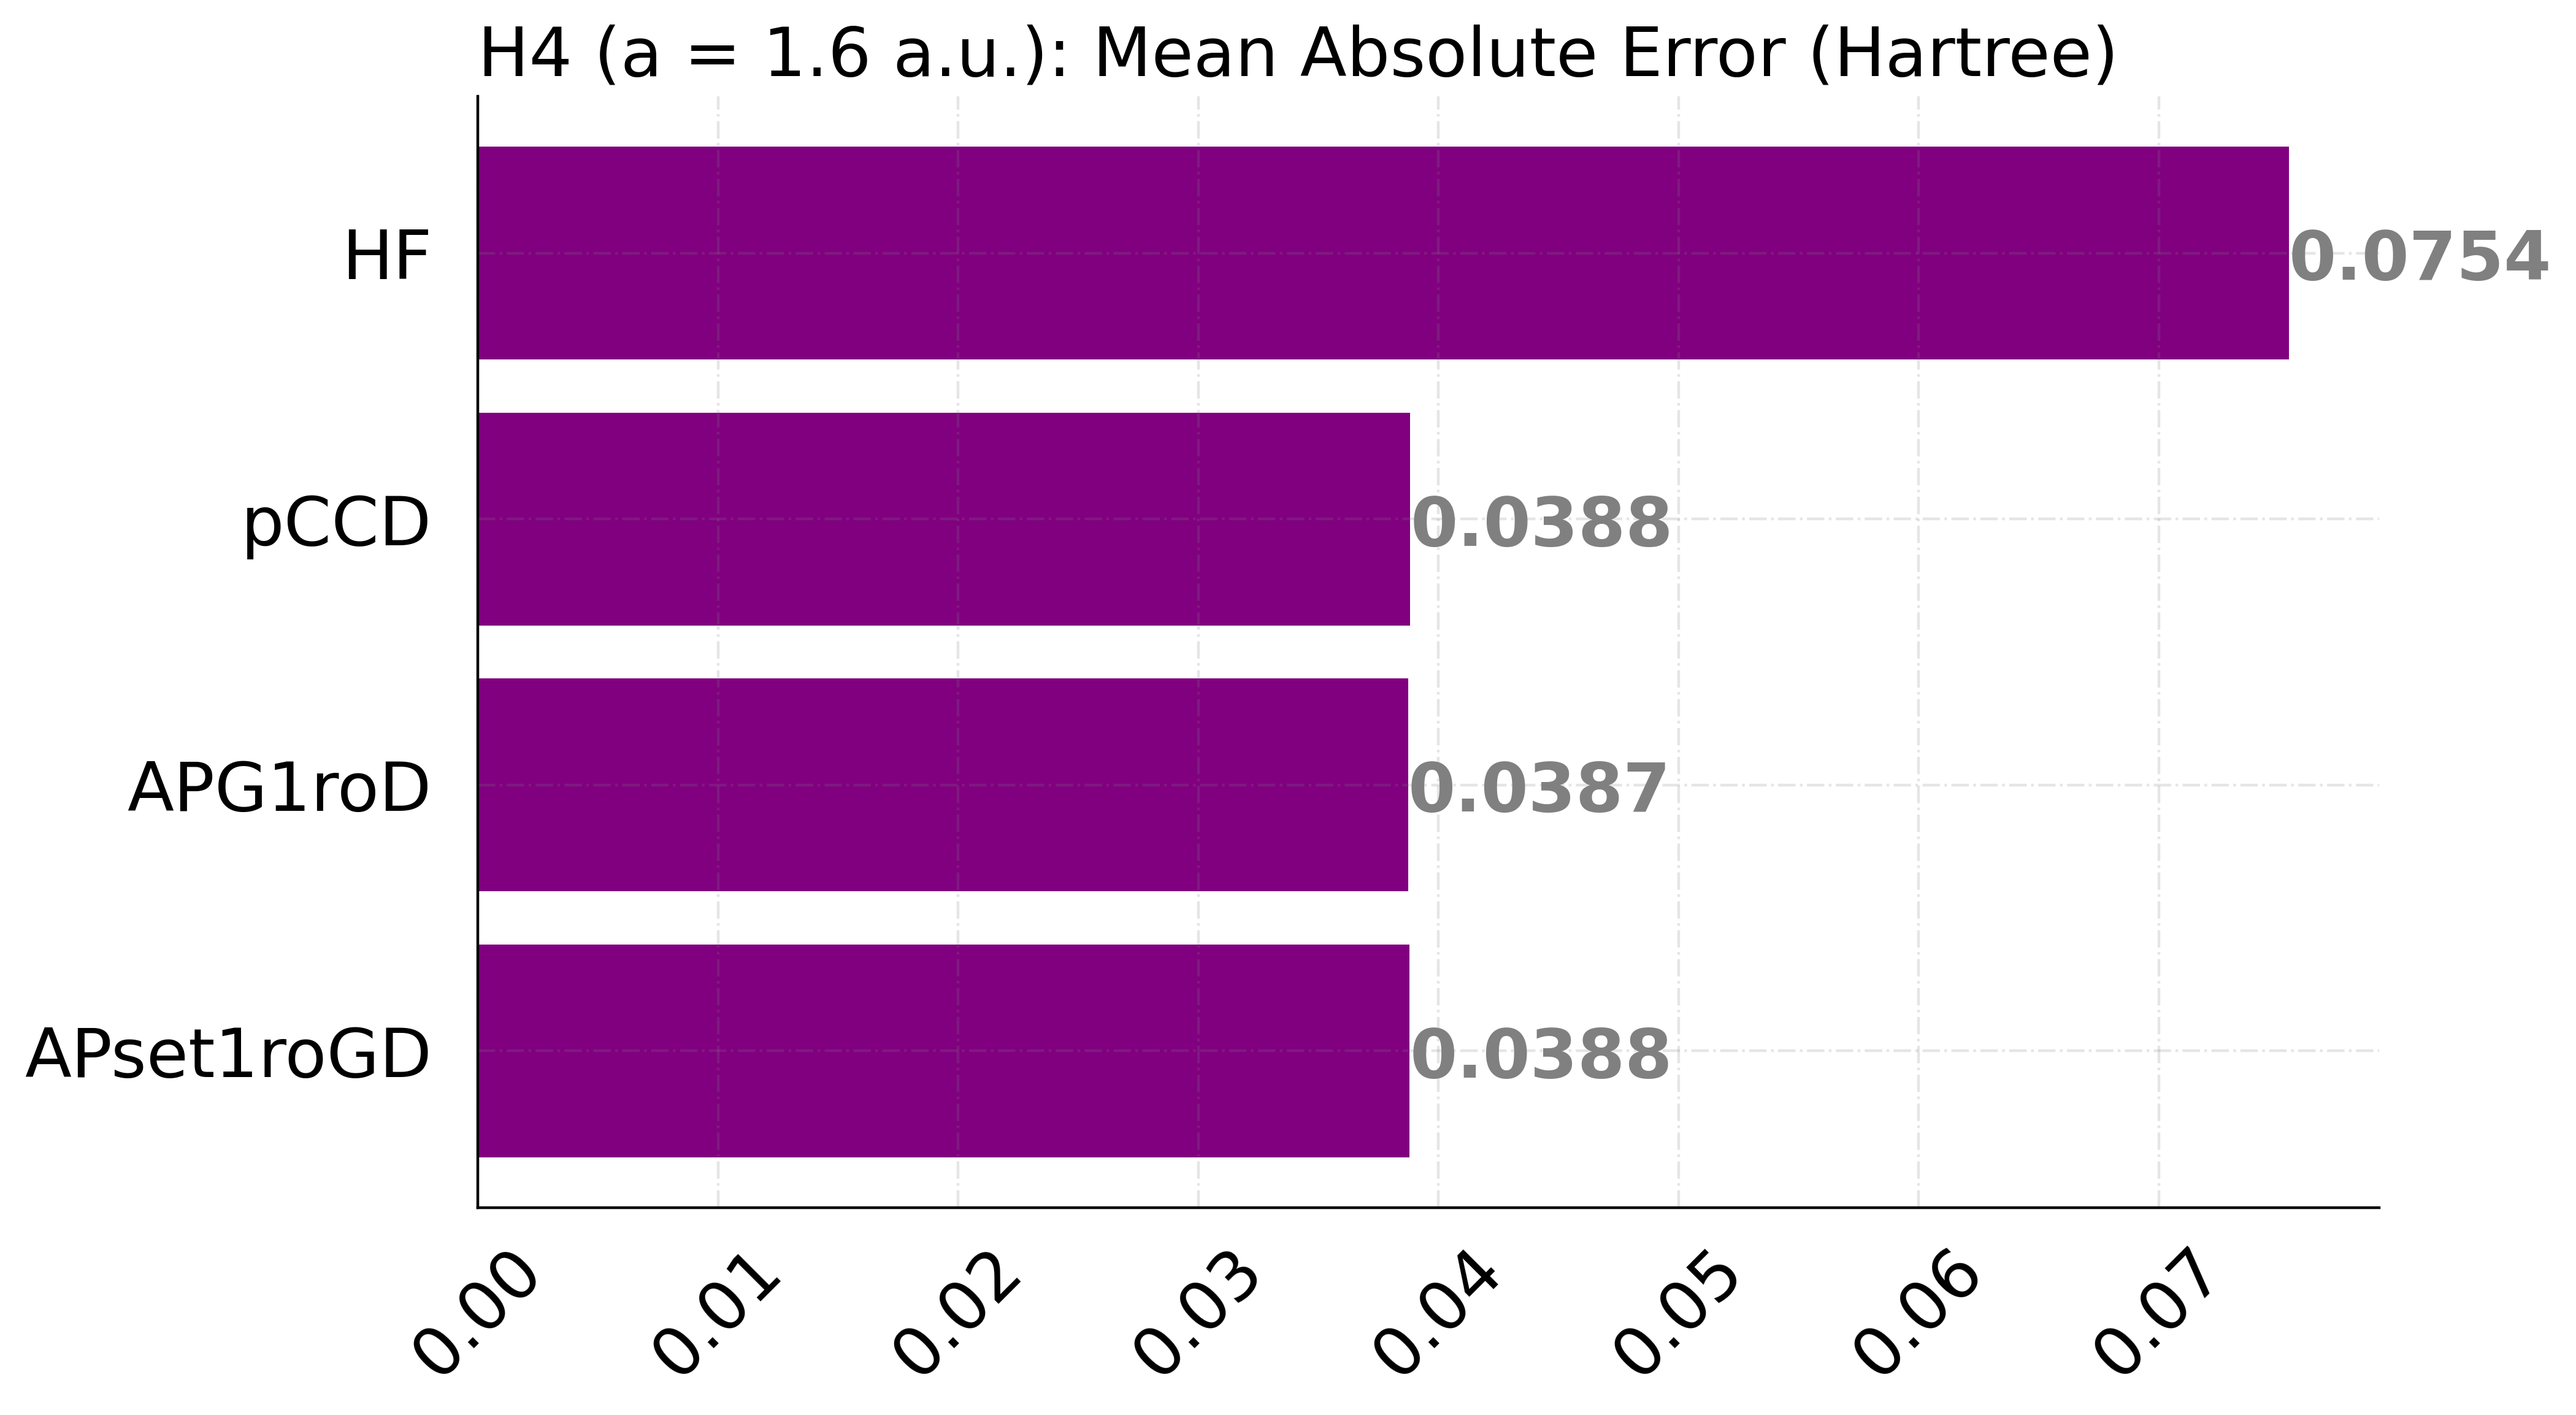 H4 (a = 1.6 a.u.): Mean Absolute Error (Hartree)
HF 0.0754
pCCD 0.0388
APG1roD 0.0387
APset1roGD 0.0388
0.00 0.01 0.02 0.03 0.04 0.05 0.06 0.07